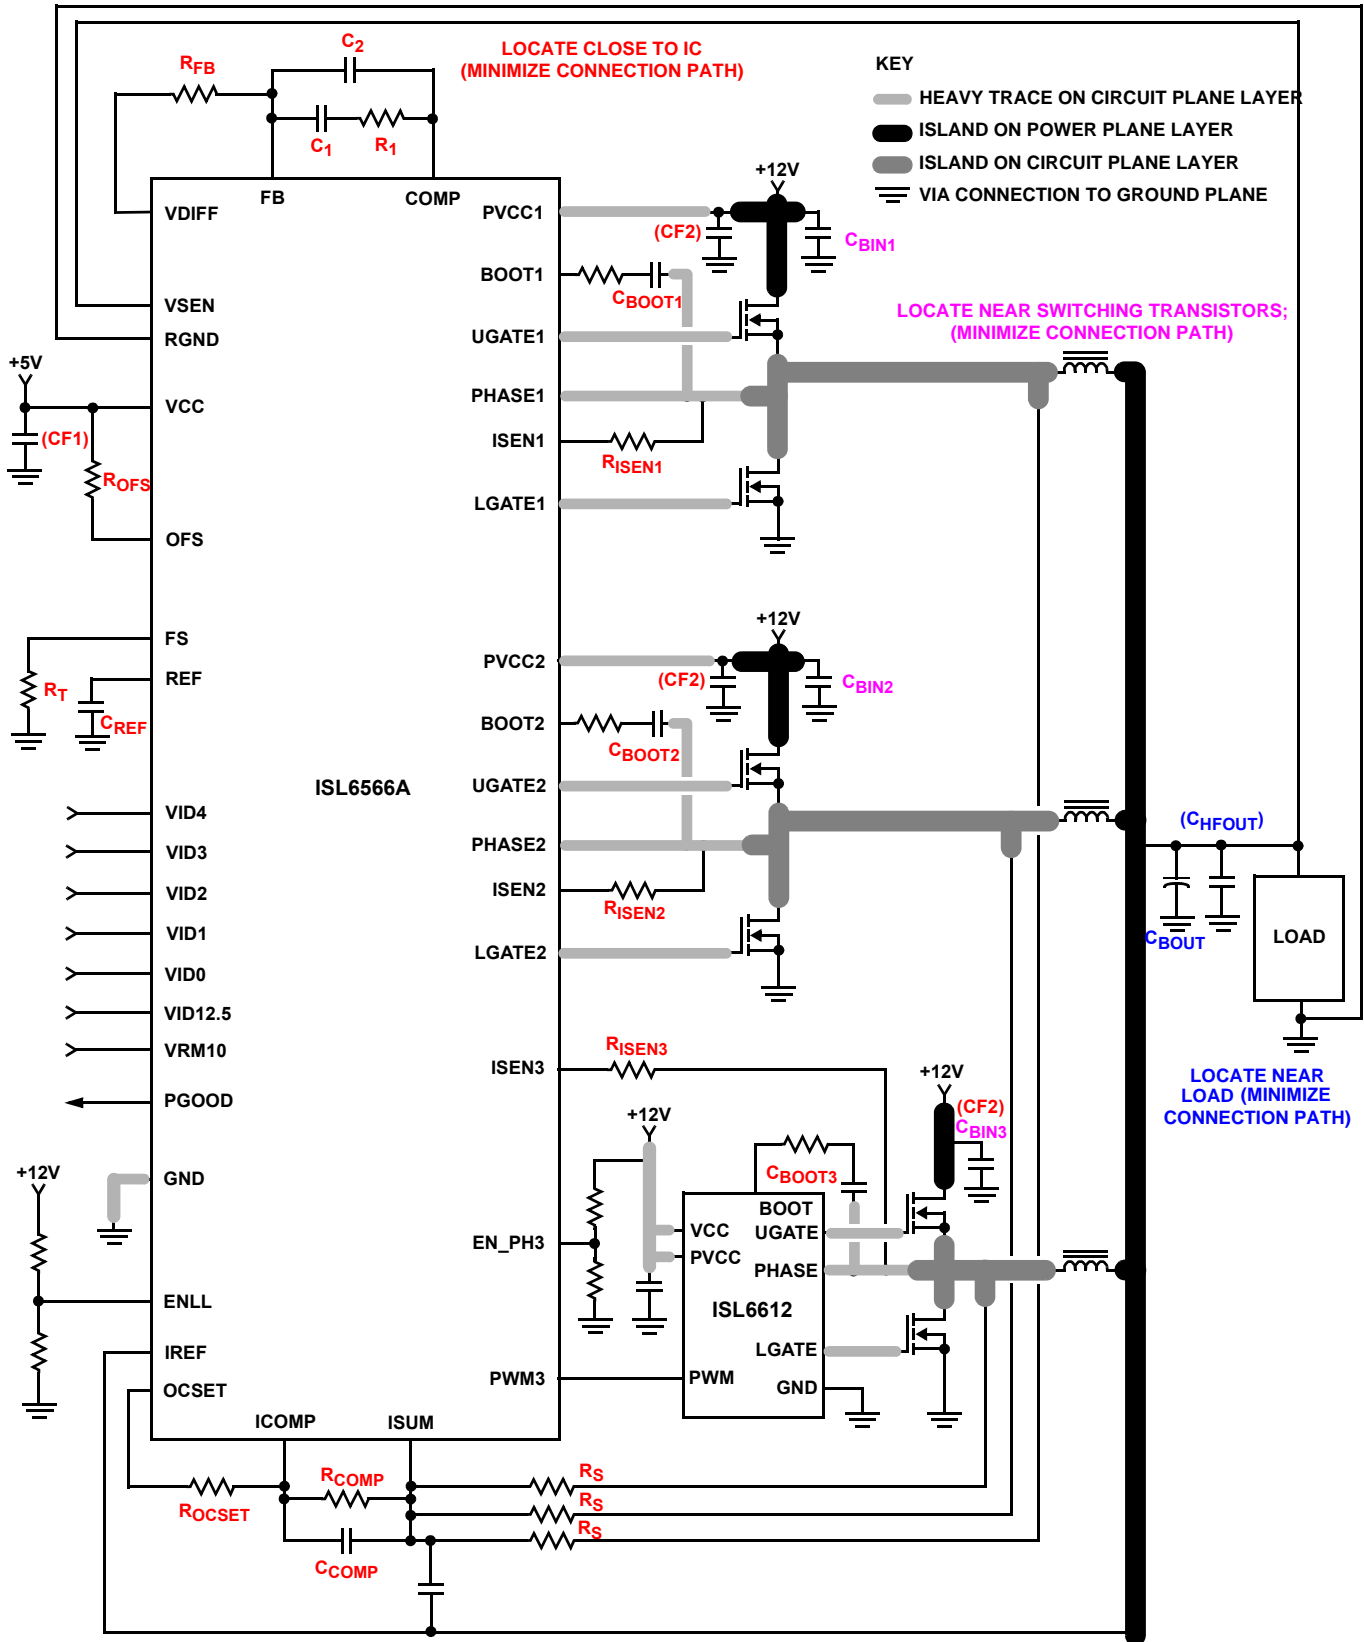 C2
RFB
LOCATE CLOSE TO IC
(MINIMIZE CONNECTION PATH)
C1
R1
KEY
HEAVY TRACE ON CIRCUIT PLANE LAYER
ISLAND ON POWER PLANE LAYER
ISLAND ON CIRCUIT PLANE LAYER
VIA CONNECTION TO GROUND PLANE
FB
COMP
VDIFF
VSEN
RGND
+5V
VCC
(CF1)
ROFS
OFS
FS
REF
RT
CREF
VID4
VID3
VID2
VID1
VID0
VID12.5
VRM10
PGOOD
+12V
GND
ENLL
IREF
OCSET
ICOMP
ISUM
ISL6566A
PVCC1
BOOT1
UGATE1
PHASE1
ISEN1
LGATE1
PVCC2
BOOT2
UGATE2
PHASE2
ISEN2
LGATE2
ISEN3
EN_PH3
PWM3
+12V
(CF2)
CBIN1
CBOOT1
RISEN1
LOCATE NEAR SWITCHING TRANSISTORS;
(MINIMIZE CONNECTION PATH)
+12V
(CF2)
CBIN2
CBOOT2
RISEN2
(CHFOUT)
CBOUT
LOAD
LOCATE NEAR
LOAD (MINIMIZE
CONNECTION PATH)
RISEN3
+12V
+12V
(CF2)
CBIN3
CBOOT3
BOOT
VCC
UGATE
PVCC
PHASE
ISL6612
LGATE
PWM
GND
ROCSET
RCOMP
CCOMP
RS
RS
RS